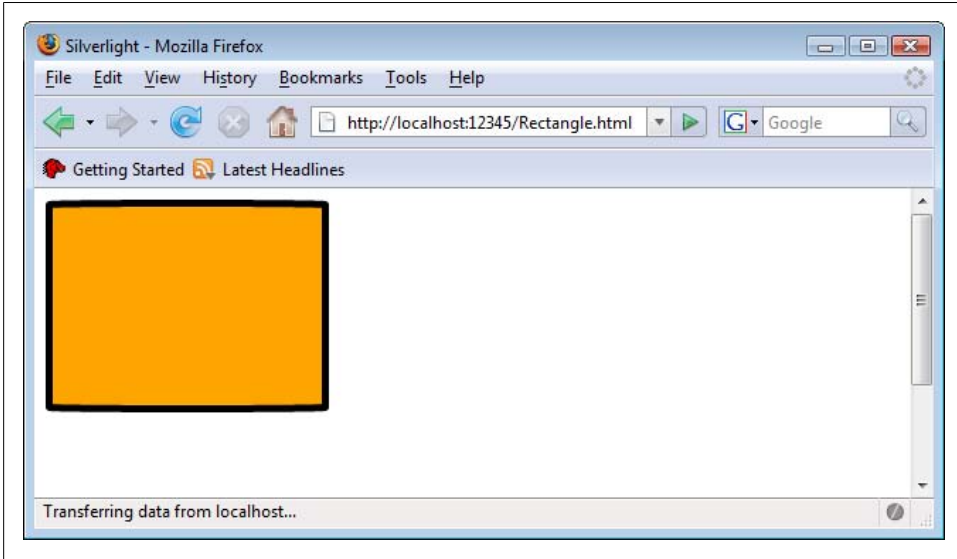 Silverlight - Mozilla Firefox
File Edit View History Bookmarks Tools Help
http://localhost:12345/Rectangle.html G Google
Getting Started Latest Headlines
Transferring data from localhost...